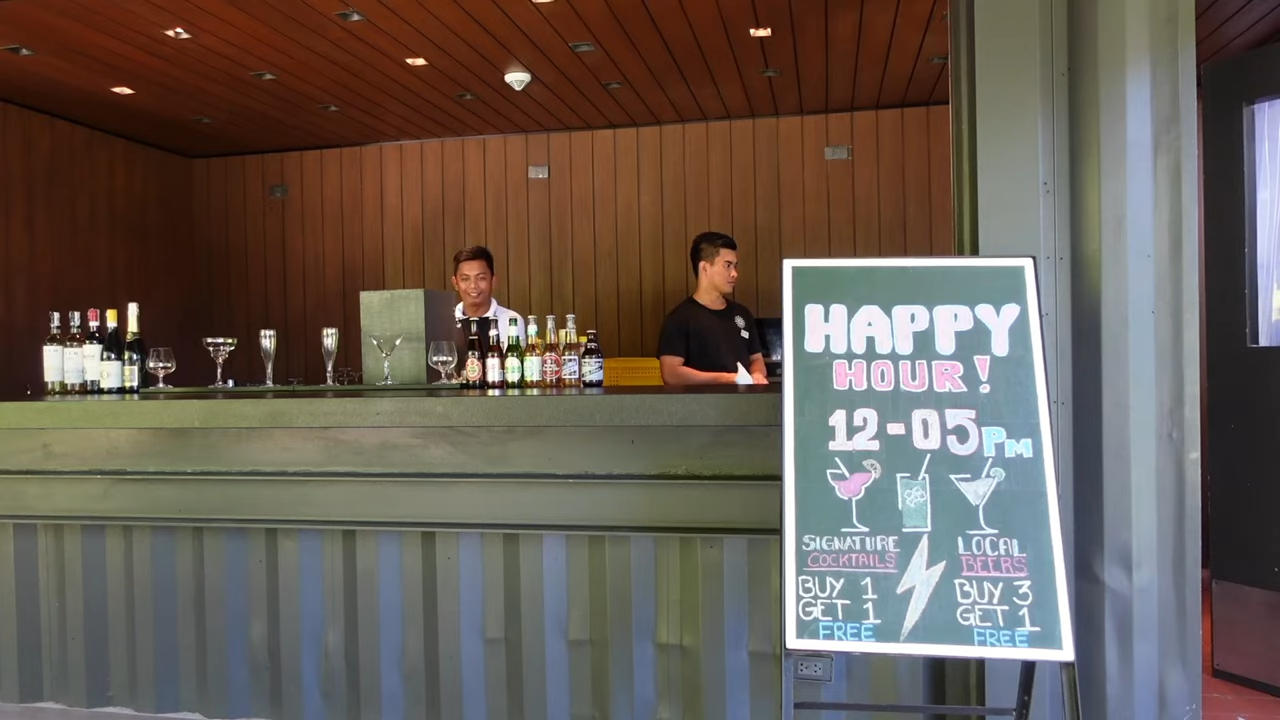 HAPPY
HOUR!
12-05PM
SIGNATURE
COCKTAILS
BUY 1
GET 1
FREE
LOCAL
BEERS
BUY 3
GET 1
FREE